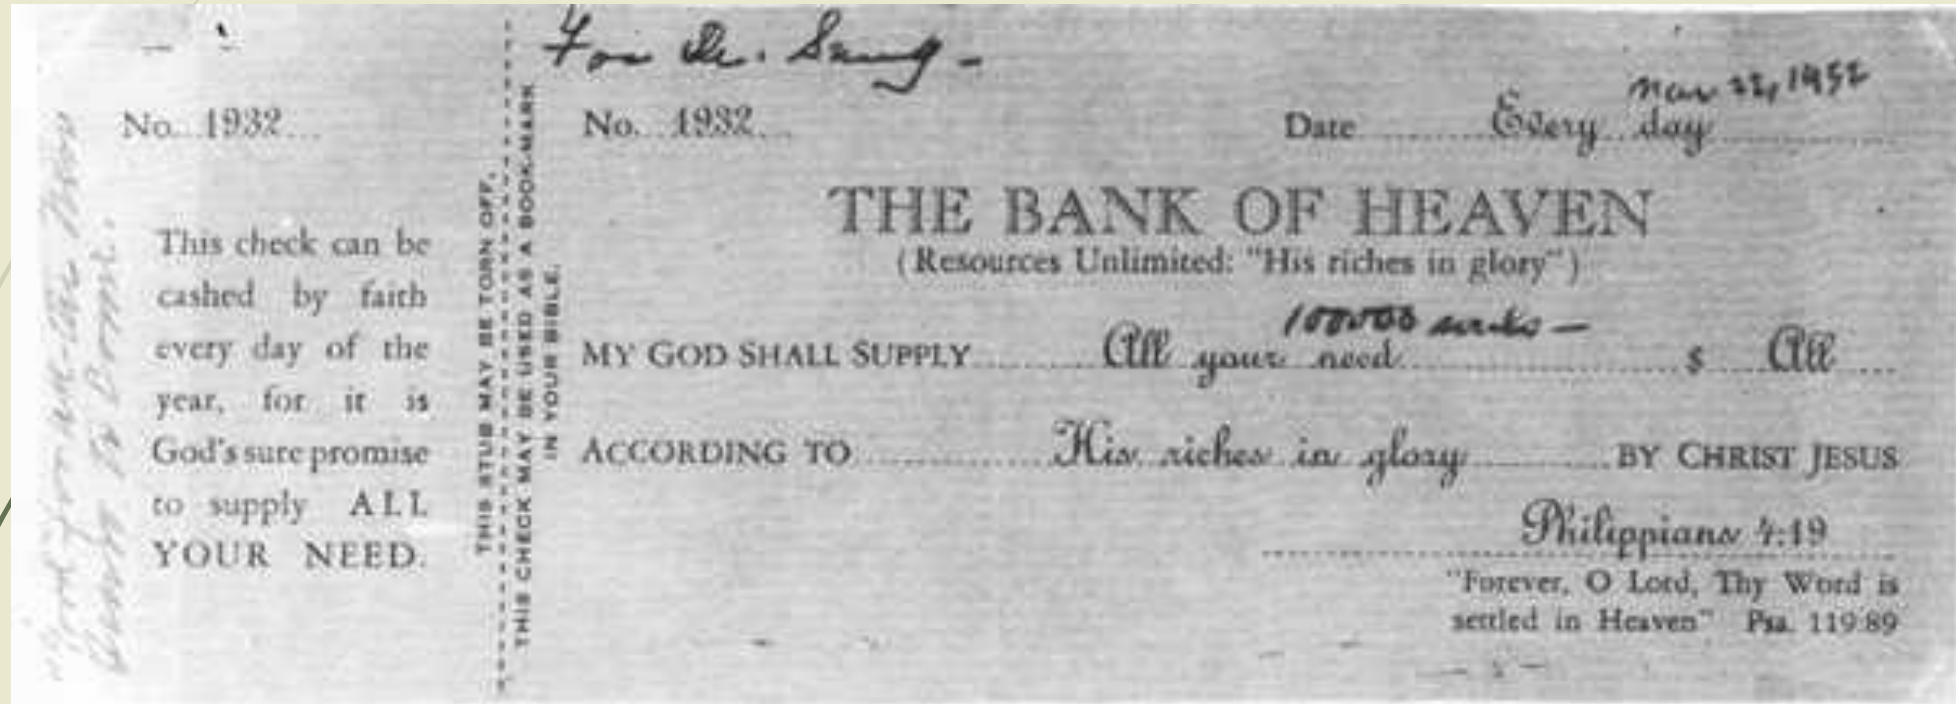 For Dr. Sung -
No. 1932
No. 1932
Date Every day
Nov 22, 1932
THE BANK OF HEAVEN
(Resources Unlimited: "His riches in glory")
100000 souls —
MY GOD SHALL SUPPLY All your need $ All
ACCORDING TO His riches in glory BY CHRIST JESUS
Philippians 4:19
"Forever, O Lord, Thy Word is
settled in Heaven" Psa. 119:89
This check can be
cashed by faith
every day of the
year, for it is
God's sure promise
to supply ALL
YOUR NEED.
THIS STUB MAY BE TORN OFF,
THIS CHECK MAY BE USED AS A BOOK-MARK
IN YOUR BIBLE.